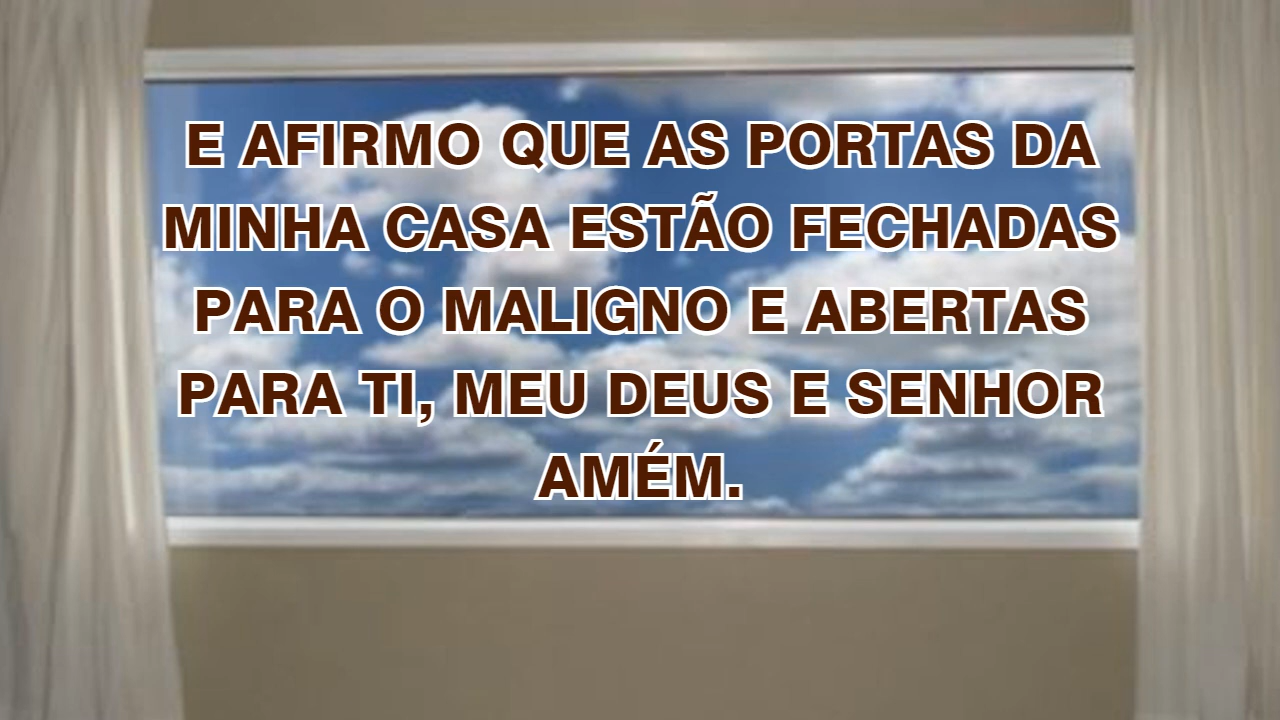 E AFIRMO QUE AS PORTAS DA
MINHA CASA ESTÃO FECHADAS
PARA O MALIGNO E ABERTAS
PARA TI, MEU DEUS E SENHOR
AMÉM.